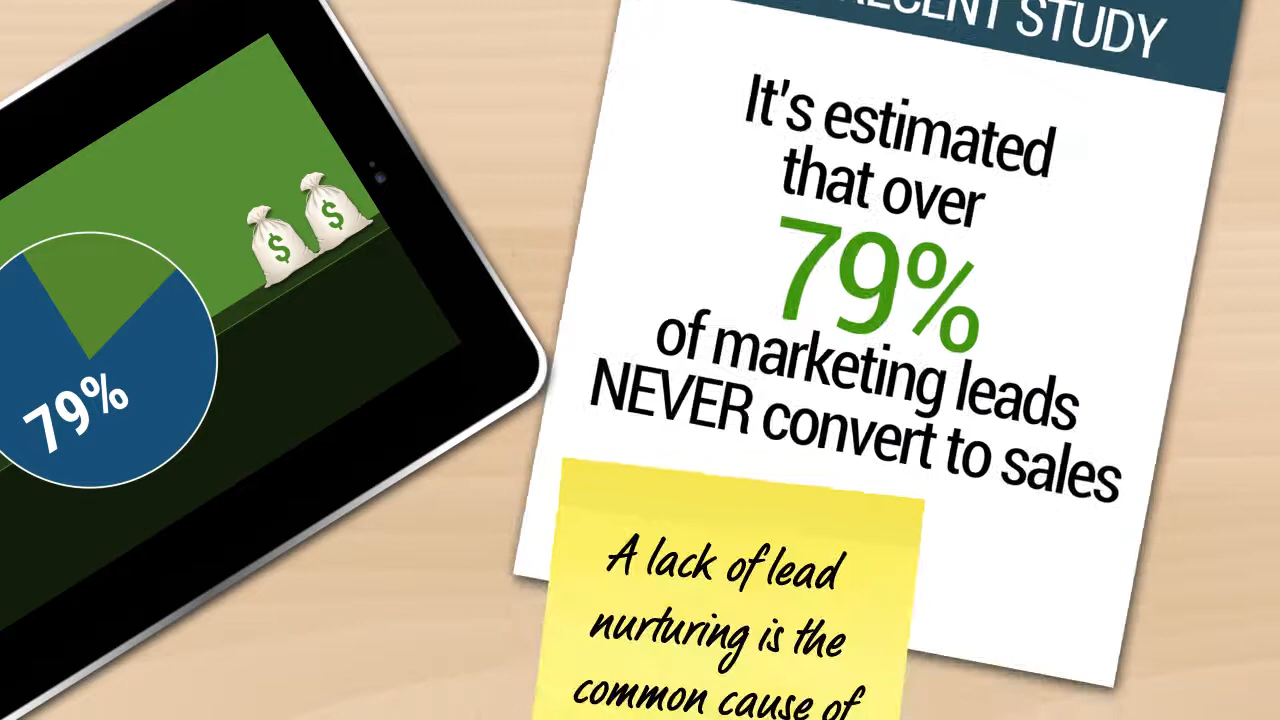 $
$
79%
RECENT STUDY
It's estimated
that over
79%
of marketing leads
NEVER convert to sales
A lack of lead
nurturing is the
common cause of